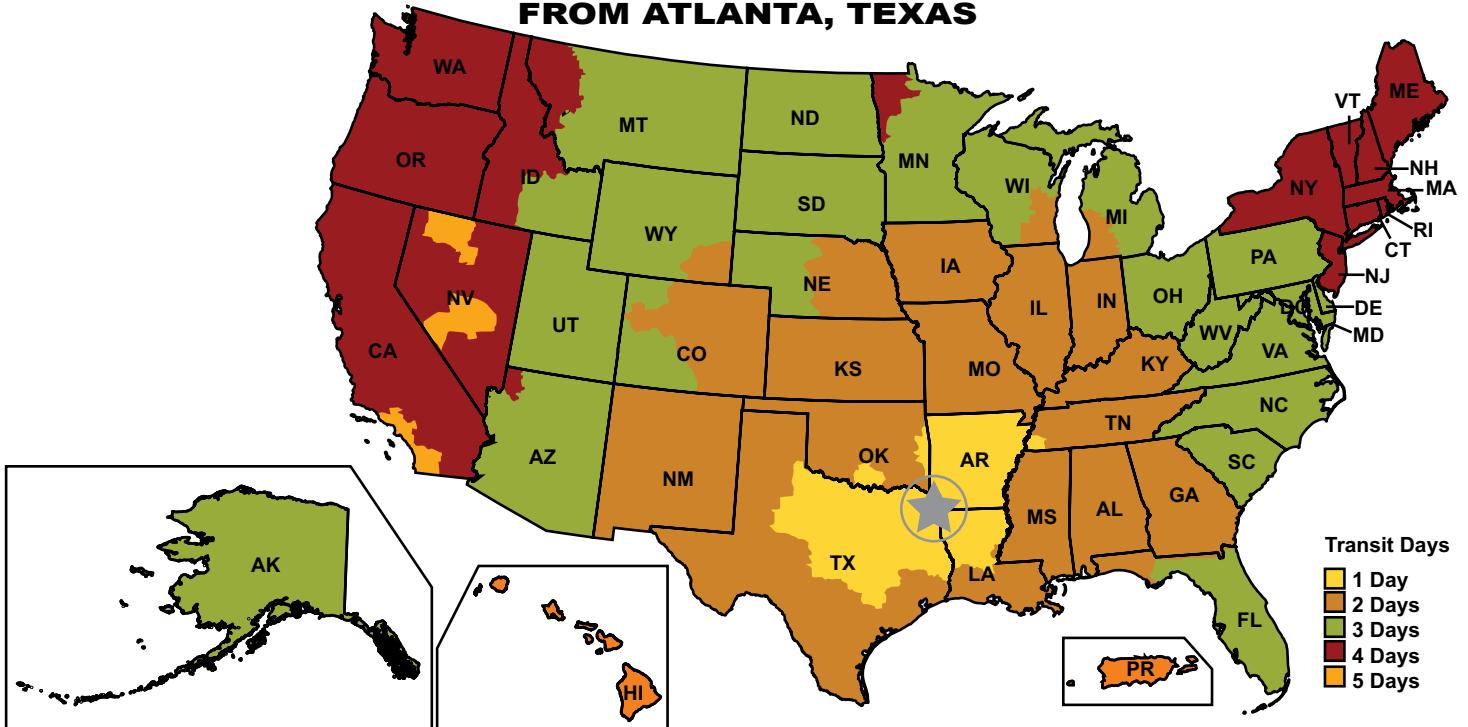 FROM ATLANTA, TEXAS
WA
OR
CA
ID
NV
MT
WY
UT
AZ
CO
NM
ND
SD
NE
KS
OK
TX
MN
IA
MO
AR
LA
WI
IL
MI
IN
OH
KY
TN
MS
AL
GA
FL
SC
NC
VA
WV
PA
NY
VT
ME
NH
MA
RI
CT
NJ
DE
MD
DC
AK
HI
PR
Transit Days
1 Day
2 Days
3 Days
4 Days
5 Days